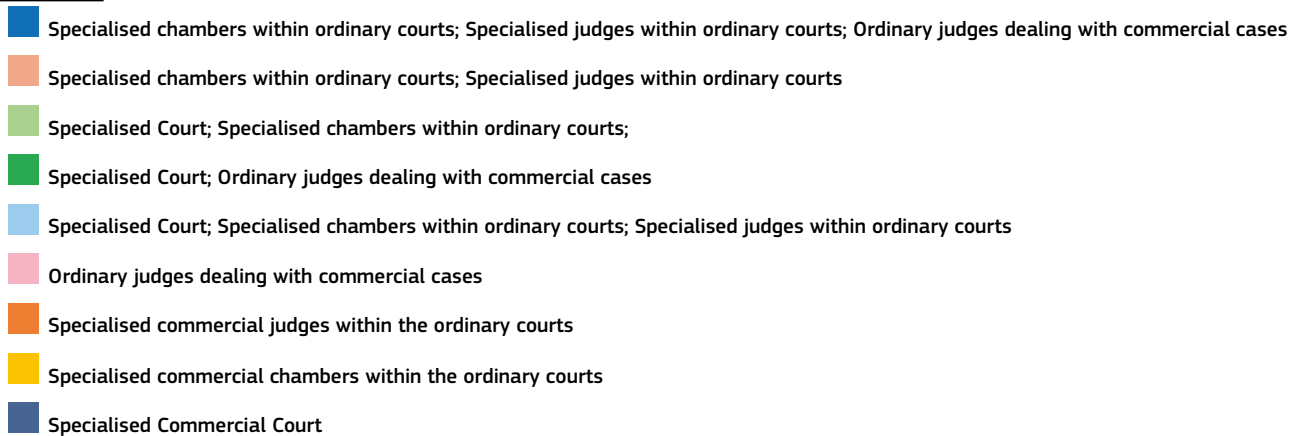 Specialised chambers within ordinary courts; Specialised judges within ordinary courts; Ordinary judges dealing with commercial cases
Specialised chambers within ordinary courts; Specialised judges within ordinary courts
Specialised Court; Specialised chambers within ordinary courts;
Specialised Court; Ordinary judges dealing with commercial cases
Specialised Court; Specialised chambers within ordinary courts; Specialised judges within ordinary courts
Ordinary judges dealing with commercial cases
Specialised commercial judges within the ordinary courts
Specialised commercial chambers within the ordinary courts
Specialised Commercial Court